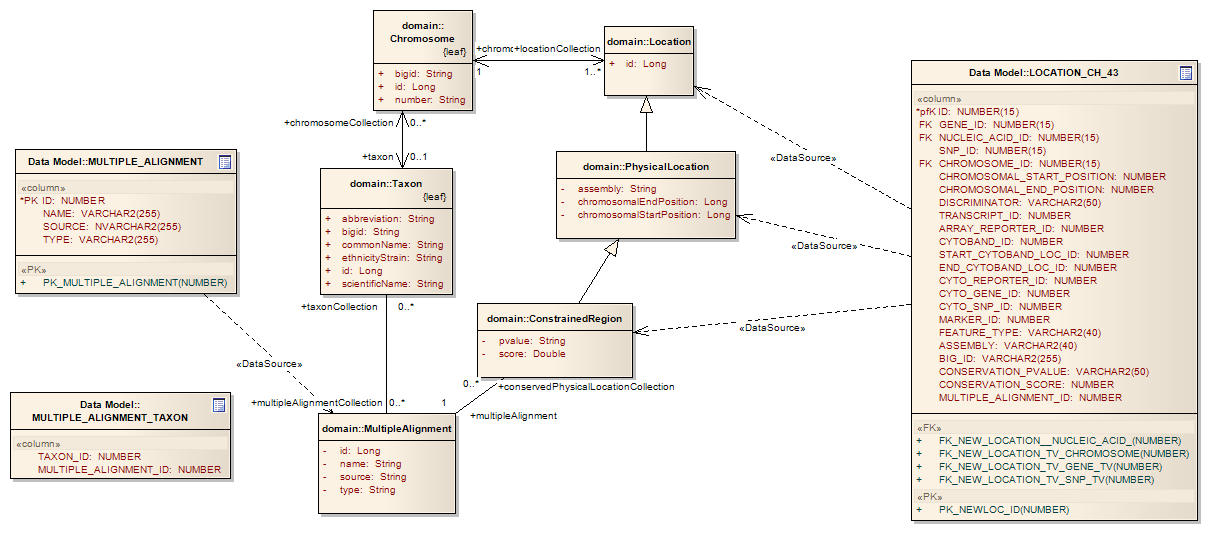 domain::
Chromosome
{leaf}
+ bigid: String
+ id: Long
+ number: String
+chromo
+locationCollection
1
1..*
domain::Location
+ id: Long
+chromosomeCollection
0..*
+taxon
0..1
domain::Taxon
{leaf}
+ abbreviation: String
+ bigid: String
+ commonName: String
+ ethnicityStrain: String
+ id: Long
+ scientificName: String
domain::PhysicalLocation
- assembly: String
- chromosomalEndPosition: Long
- chromosomalStartPosition: Long
«DataSource»
«DataSource»
«DataSource»
domain::ConstrainedRegion
- pvalue: String
- score: Double
Data Model::MULTIPLE_ALIGNMENT
«column»
*PK ID: NUMBER
NAME: VARCHAR2(255)
SOURCE: NVARCHAR2(255)
TYPE: VARCHAR2(255)
«PK»
+ PK_MULTIPLE_ALIGNMENT(NUMBER)
«DataSource»
+taxonCollection
0..*
+multipleAlignmentCollection
0..*
0..*
+conservedPhysicalLocationCollection
1
+multipleAlignment
Data Model::
MULTIPLE_ALIGNMENT_TAXON
«column»
TAXON_ID: NUMBER
MULTIPLE_ALIGNMENT_ID: NUMBER
domain::MultipleAlignment
- id: Long
- name: String
- source: String
- type: String
Data Model::LOCATION_CH_43
«column»
*pfK ID: NUMBER(15)
FK GENE_ID: NUMBER(15)
FK NUCLEIC_ACID_ID: NUMBER(15)
SNP_ID: NUMBER(15)
FK CHROMOSOME_ID: NUMBER(15)
CHROMOSOMAL_START_POSITION: NUMBER
CHROMOSOMAL_END_POSITION: NUMBER
DISCRIMINATOR: VARCHAR2(50)
TRANSCRIPT_ID: NUMBER
ARRAY_REPORTER_ID: NUMBER
CYTOBAND_ID: NUMBER
START_CYTOBAND_LOC_ID: NUMBER
END_CYTOBAND_LOC_ID: NUMBER
CYTO_REPORTER_ID: NUMBER
CYTO_GENE_ID: NUMBER
CYTO_SNP_ID: NUMBER
MARKER_ID: NUMBER
FEATURE_TYPE: VARCHAR2(40)
ASSEMBLY: VARCHAR2(40)
BIG_ID: VARCHAR2(255)
CONSERVATION_PVALUE: VARCHAR2(50)
CONSERVATION_SCORE: NUMBER
MULTIPLE_ALIGNMENT_ID: NUMBER
«FK»
+ FK_NEW_LOCATION__NUCLEIC_ACID_(NUMBER)
+ FK_NEW_LOCATION_TV_CHROMOSOME(NUMBER)
+ FK_NEW_LOCATION_TV_GENE_TV(NUMBER)
+ FK_NEW_LOCATION_TV_SNP_TV(NUMBER)
«PK»
+ PK_NEWLOC_ID(NUMBER)